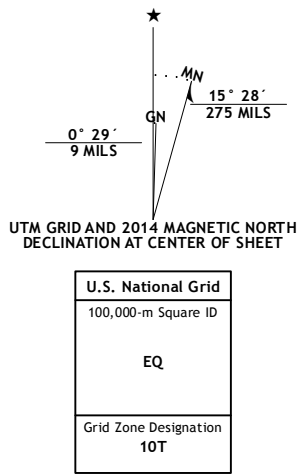 ★
MN
GN
15° 28´
275 MILS
0° 29´
9 MILS
UTM GRID AND 2014 MAGNETIC NORTH
DECLINATION AT CENTER OF SHEET
U.S. National Grid
100,000-m Square ID
EQ
Grid Zone Designation
10T